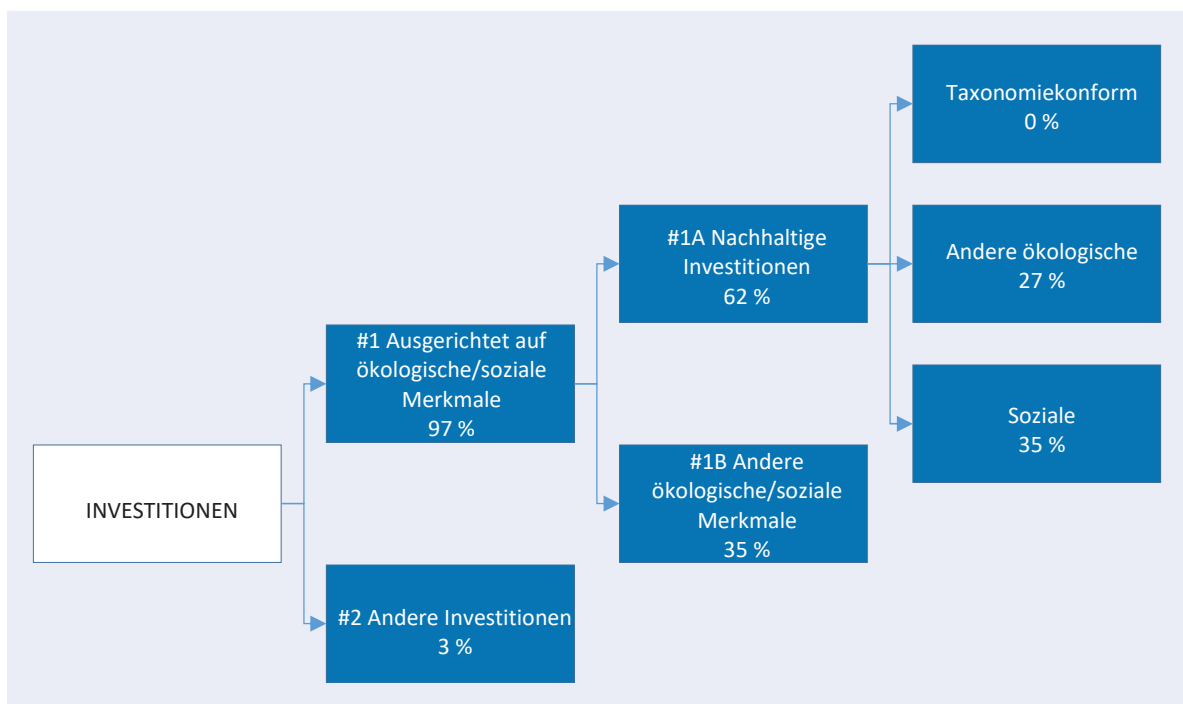 INVESTITIONEN
#1 Ausgerichtet auf
ökologische/soziale
Merkmale
97 %
#2 Andere Investitionen
3 %
#1A Nachhaltige
Investitionen
62 %
#1B Andere
ökologische/soziale
Merkmale
35 %
Taxonomiekonform
0 %
Andere ökologische
27 %
Soziale
35 %